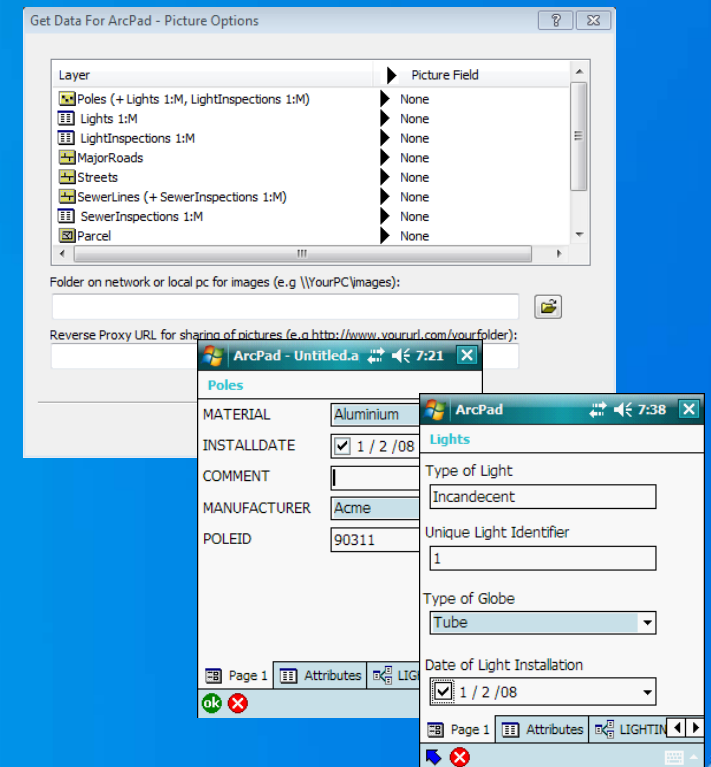 Get Data For ArcPad - Picture Options
Layer Picture Field
Poles (+ Lights 1:M, LightInspections 1:M) None
Lights 1:M None
LightInspections 1:M None
MajorRoads None
Streets None
SewerLines (+ SewerInspections 1:M) None
SewerInspections 1:M None
Parcel None
Folder on network or local pc for images (e.g \\YourPC\images):
Reverse Proxy URL for sharing of pictures (e.g http://www.yoururl.com/yourfolder):
ArcPad - Untitled.a 7:21
Poles
MATERIAL Aluminium
INSTALLDATE 1 / 2 /08
COMMENT
MANUFACTURER Acme
POLEID 90311
Page 1 Attributes LIG
ok
ArcPad 7:38
Lights
Type of Light
Incandecent
Unique Light Identifier
1
Type of Globe
Tube
Date of Light Installation
1 / 2 /08
Page 1 Attributes LIGHTIN